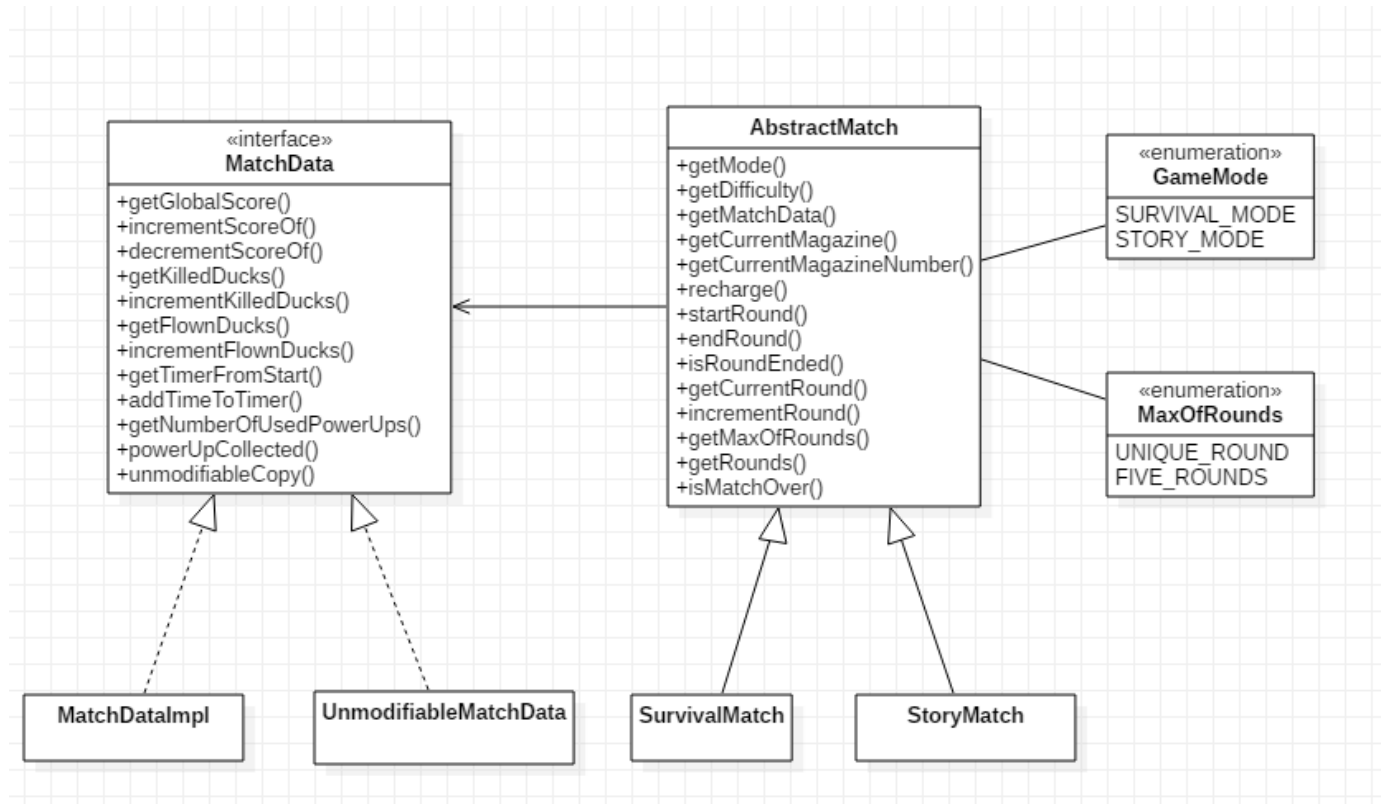 «interface»
MatchData
+getGlobalScore()
+incrementScoreOf()
+decrementScoreOf()
+getKilledDucks()
+incrementKilledDucks()
+getFlownDucks()
+incrementFlownDucks()
+getTimerFromStart()
+addTimeToTimer()
+getNumberOfUsedPowerUps()
+powerUpCollected()
+unmodifiableCopy()
AbstractMatch
+getMode()
+getDifficulty()
+getMatchData()
+getCurrentMagazine()
+getCurrentMagazineNumber()
+recharge()
+startRound()
+endRound()
+isRoundEnded()
+getCurrentRound()
+incrementRound()
+getMaxOfRounds()
+getRounds()
+isMatchOver()
«enumeration»
GameMode
SURVIVAL_MODE
STORY_MODE
«enumeration»
MaxOfRounds
UNIQUE_ROUND
FIVE_ROUNDS
MatchDataImpl
UnmodifiableMatchData
SurvivalMatch
StoryMatch